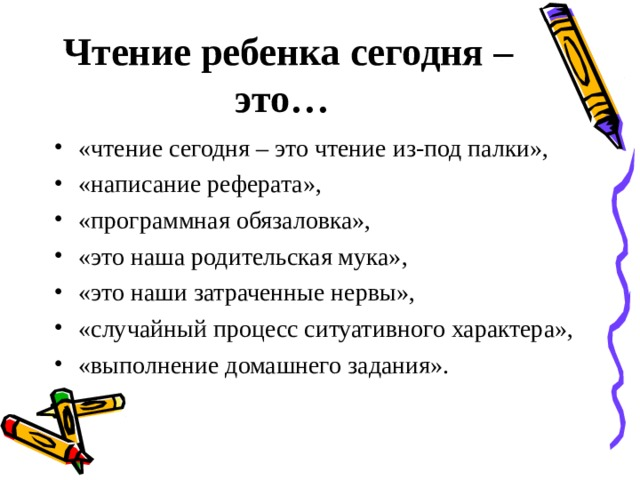 Чтение ребенка сегодня –
это…
• «чтение сегодня – это чтение из-под палки»,
• «написание реферата»,
• «программная обязаловка»,
• «это наша родительская мука»,
• «это наши затраченные нервы»,
• «случайный процесс ситуативного характера»,
• «выполнение домашнего задания».